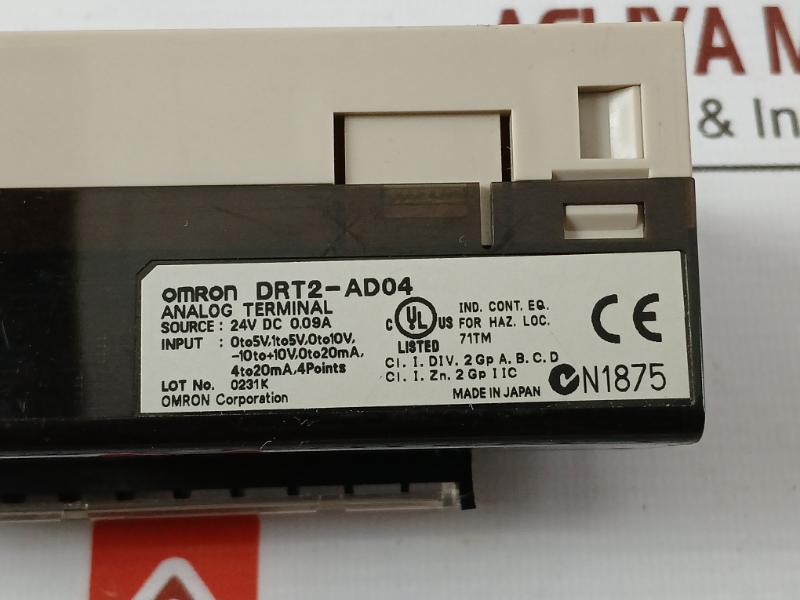 & In
omron DRT2-AD04
ANALOG TERMINAL
SOURCE : 24V DC 0.09A
INPUT : 0to5V,1to5V,0to10V,
-10to+10V,0to20mA,
4to20mA,4Points
LOT No. 0231K
OMRON Corporation
C UL US
LISTED
IND. CONT. EQ.
FOR HAZ. LOC.
71TM
Cl. I. DIV. 2 Gp A. B. C. D
Cl. I. Zn. 2 Gp IIC
MADE IN JAPAN
CE
N1875